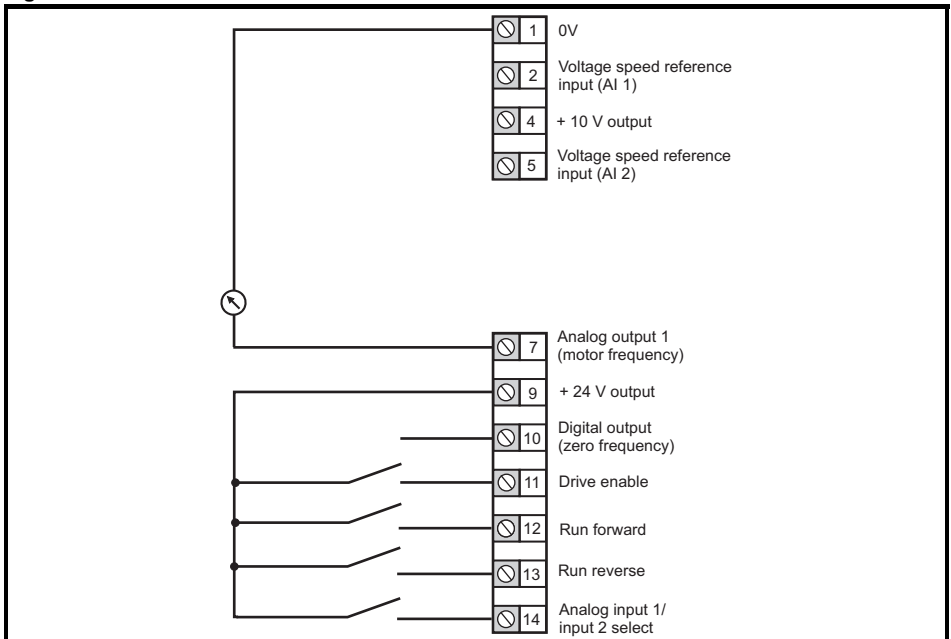 1 0V
2 Voltage speed reference
input (AI 1)
4 + 10 V output
5 Voltage speed reference
input (AI 2)
7 Analog output 1
(motor frequency)
9 + 24 V output
10 Digital output
(zero frequency)
11 Drive enable
12 Run forward
13 Run reverse
14 Analog input 1/
input 2 select